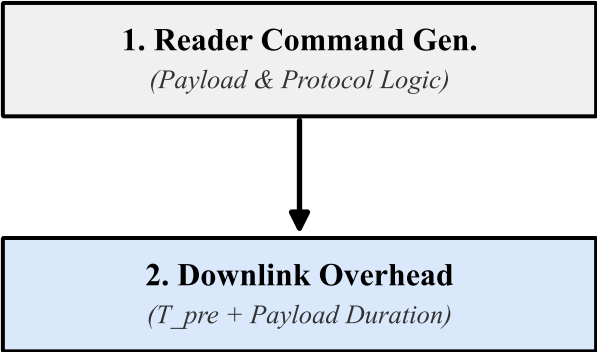 1. Reader Command Gen.
(Payload & Protocol Logic)
2. Downlink Overhead
(T_pre + Payload Duration)